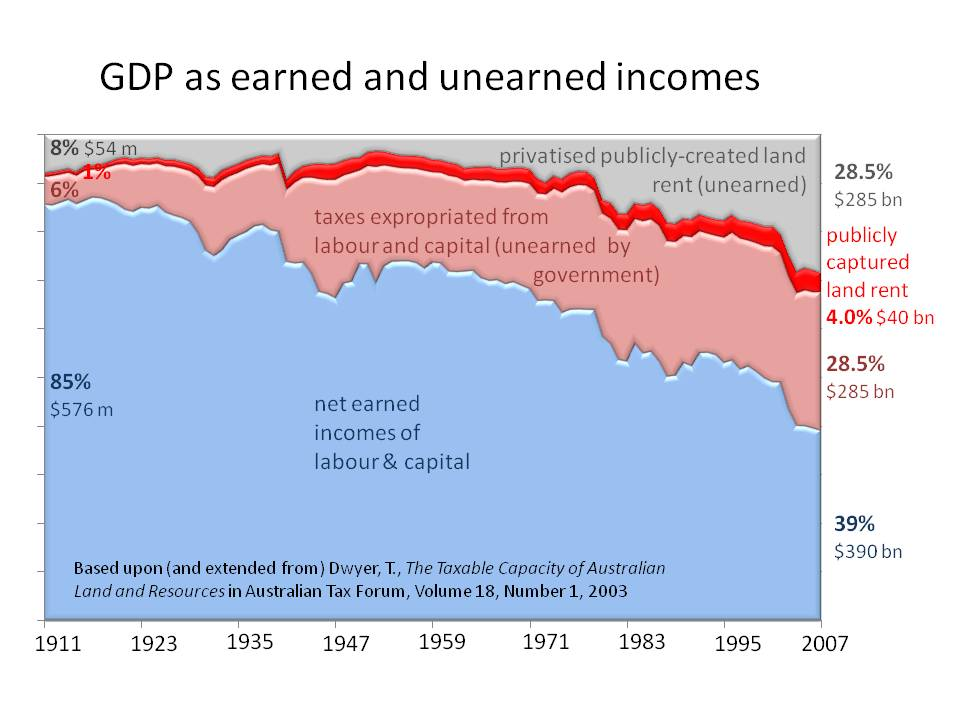 GDP as earned and unearned incomes
8% $54 m
1%
6%
privatised publicly-created land
rent (unearned)
28.5%
$285 bn
taxes expropriated from
labour and capital (unearned by
government)
publicly
captured
land rent
4.0% $40 bn
28.5%
$285 bn
85%
$576 m
net earned
incomes of
labour & capital
39%
$390 bn
Based upon (and extended from) Dwyer, T., The Taxable Capacity of Australian
Land and Resources in Australian Tax Forum, Volume 18, Number 1, 2003
1911 1923 1935 1947 1959 1971 1983 1995 2007